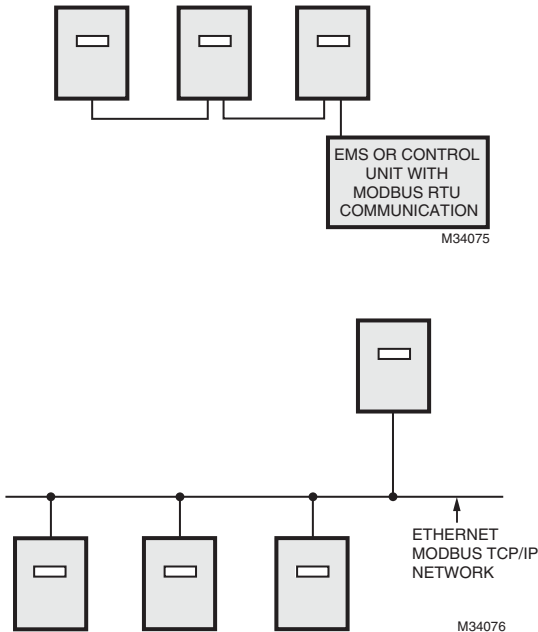 EMS OR CONTROL
UNIT WITH
MODBUS RTU
COMMUNICATION
M34075
ETHERNET
MODBUS TCP/IP
NETWORK
M34076